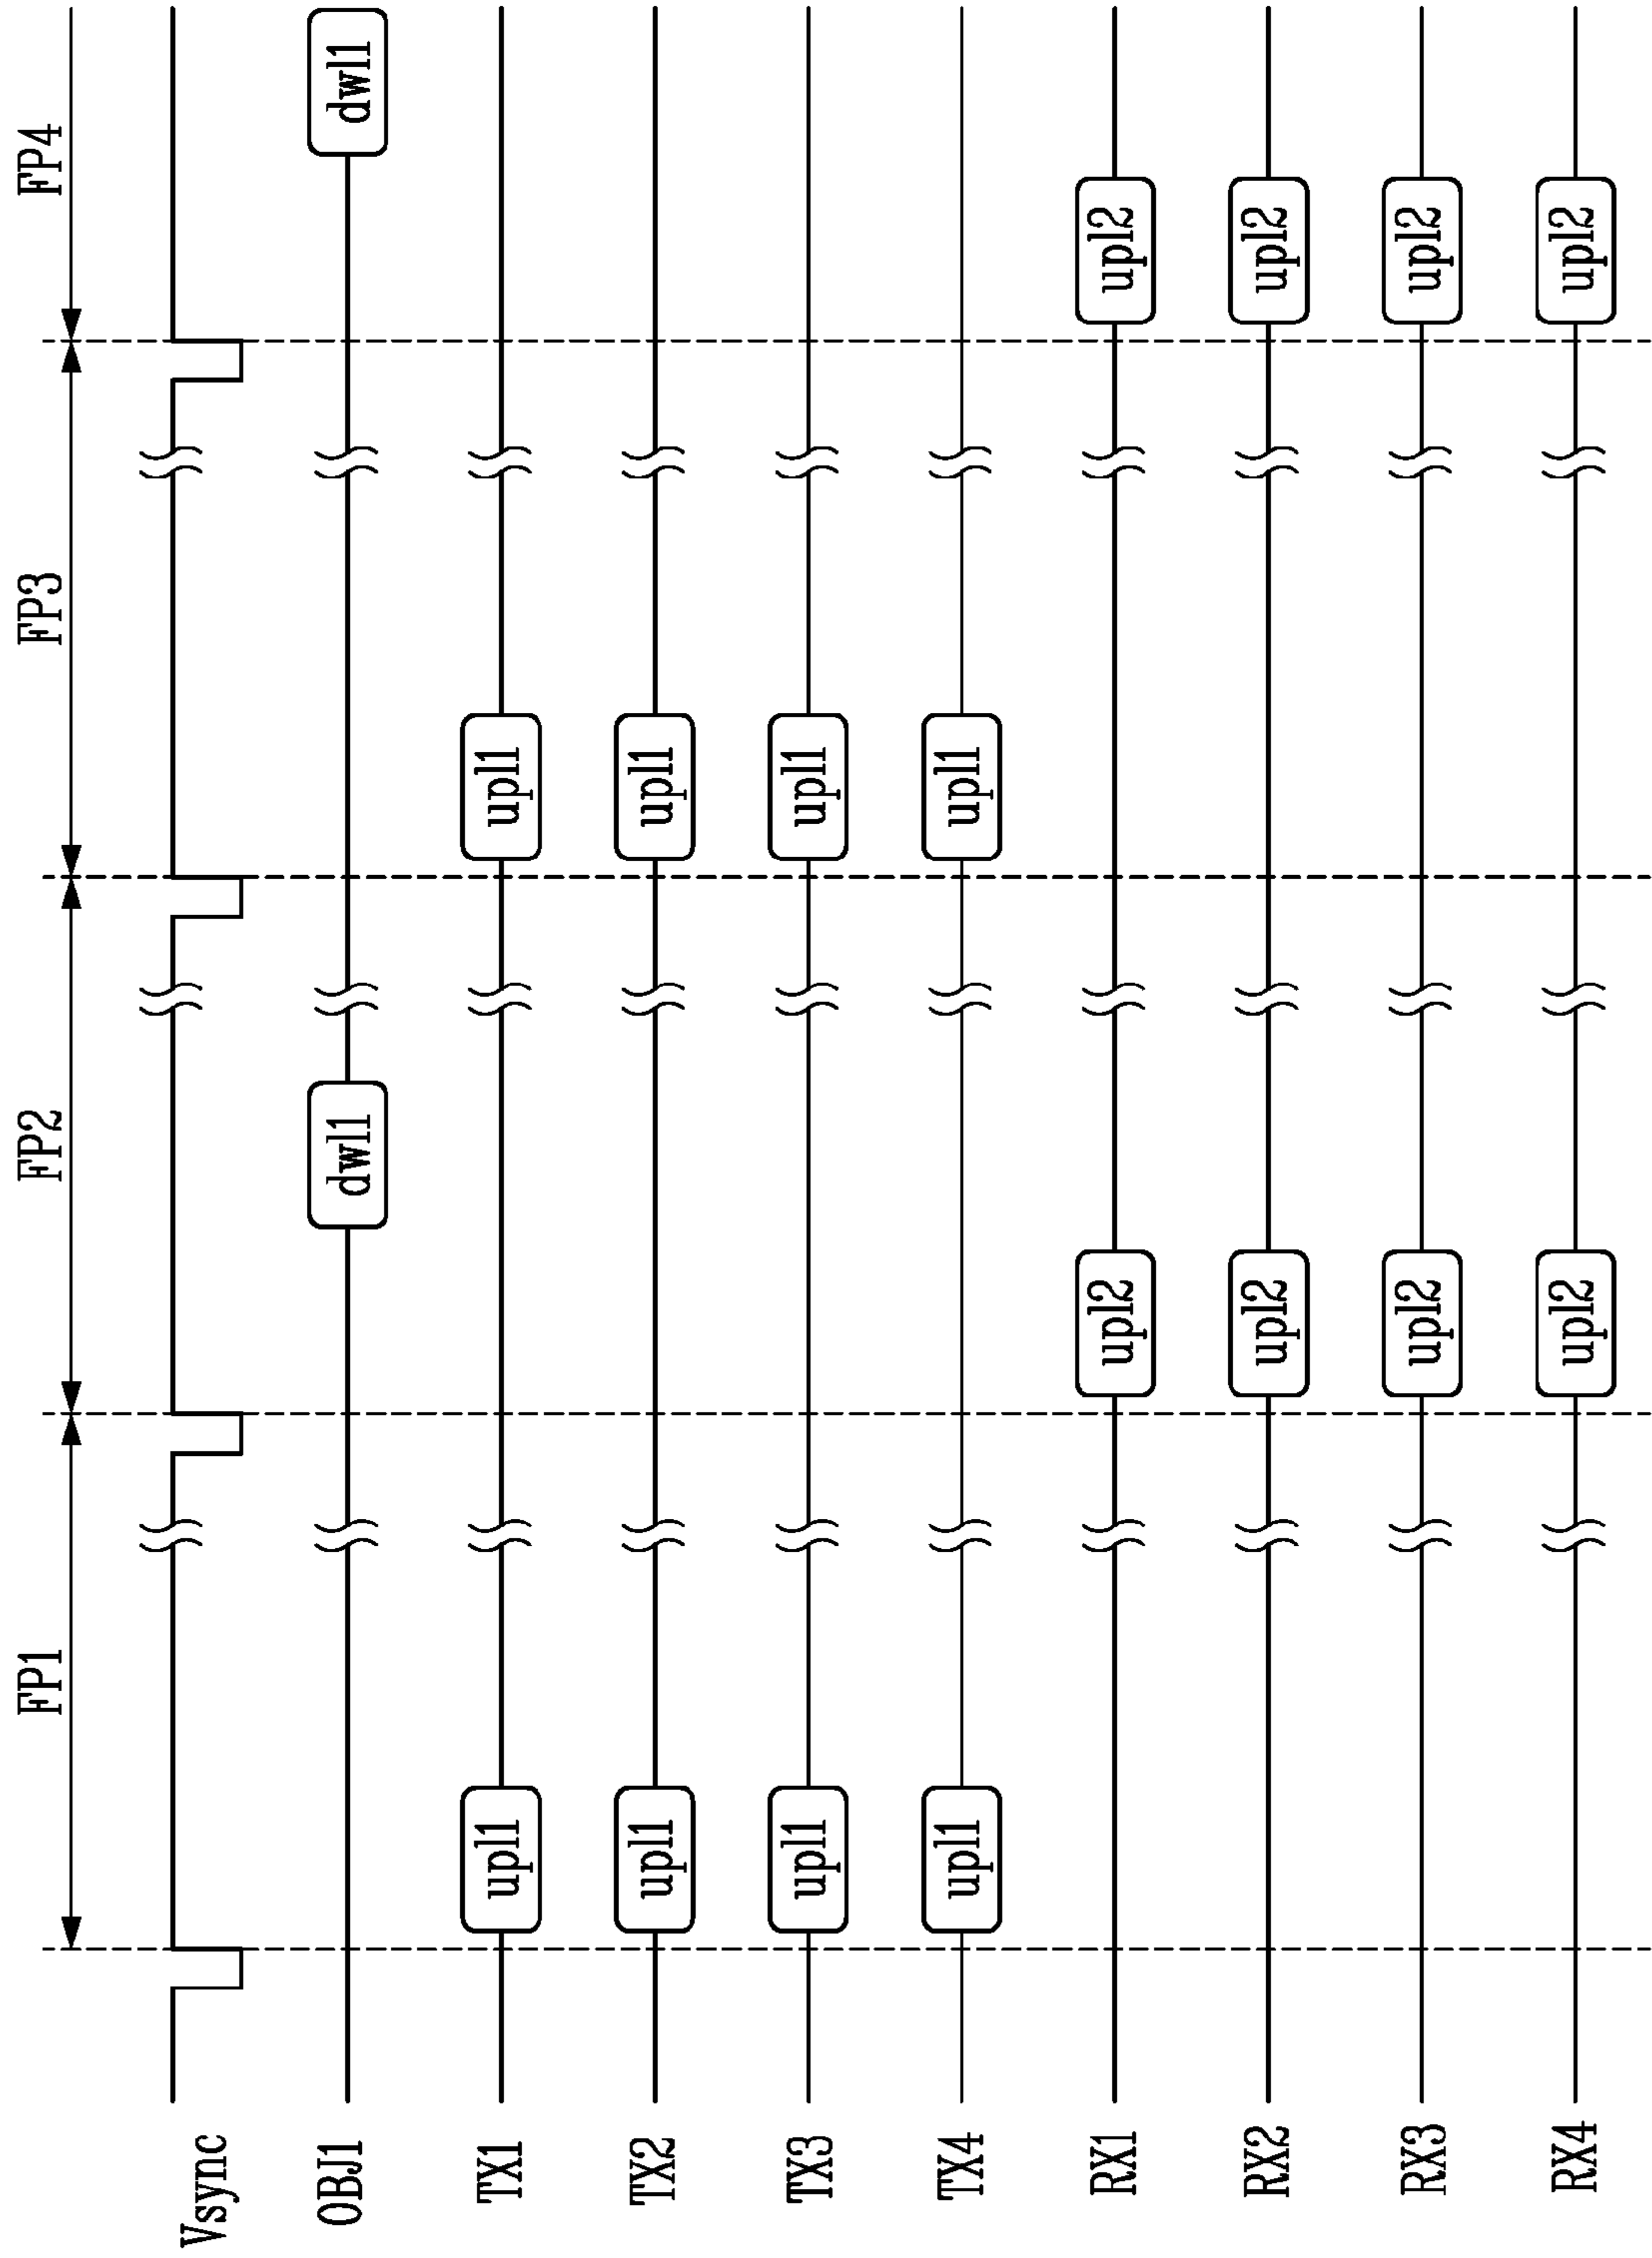 FP1 FP2 FP3 FP4
Vsync
OBJ1 dwl1 dwl1
TX1 upl1 upl1
TX2 upl1 upl1
TX3 upl1 upl1
TX4 upl1 upl1
RX1 upl2 upl2
RX2 upl2 upl2
RX3 upl2 upl2
RX4 upl2 upl2